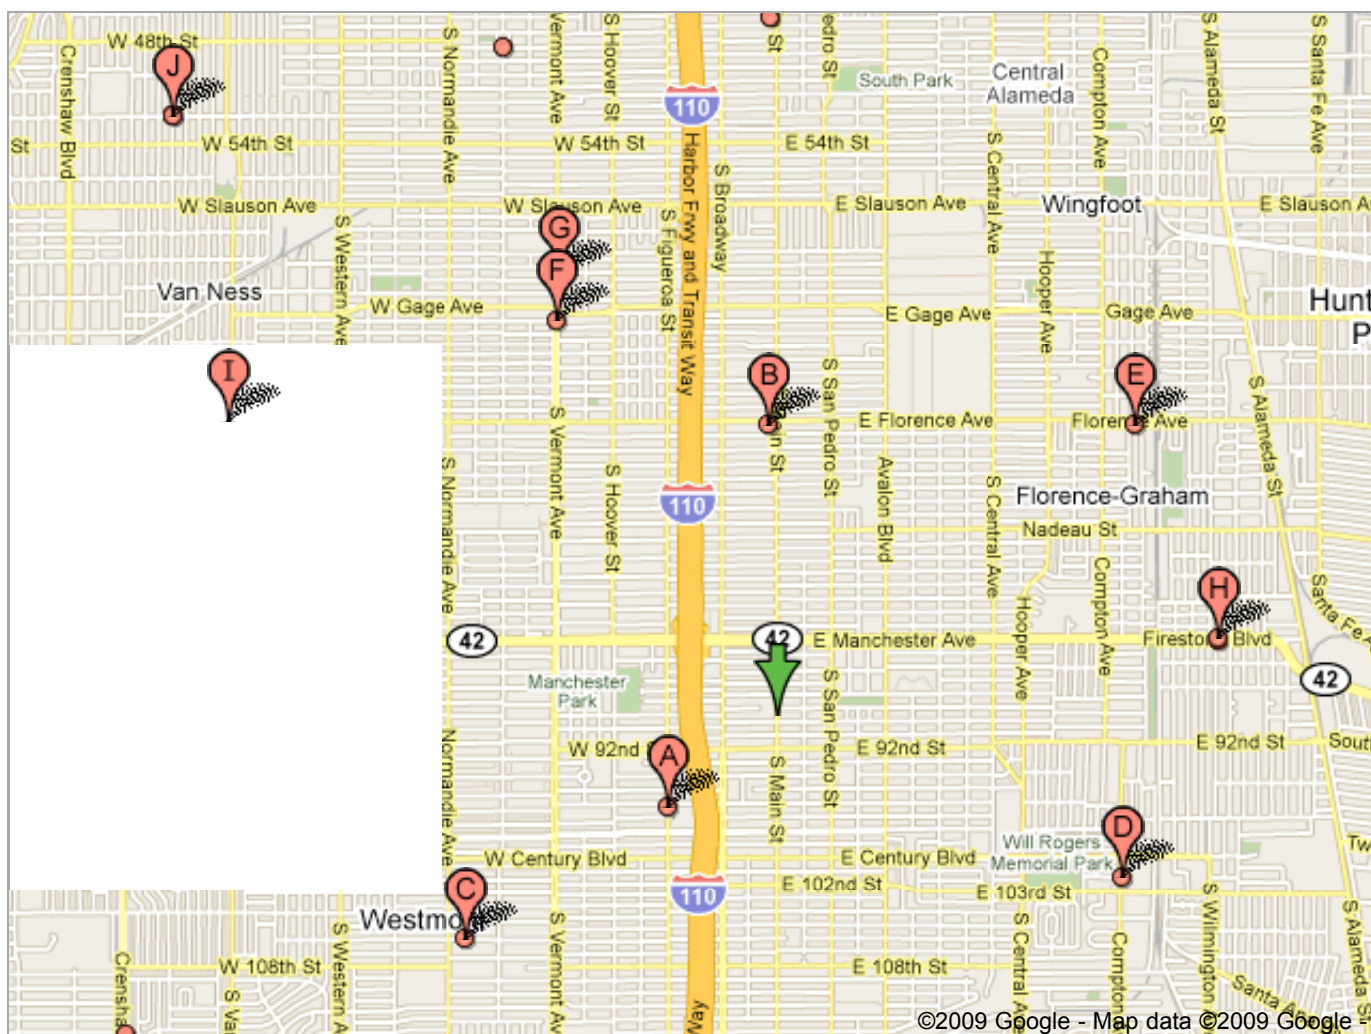 W 48th St
J
Crenshaw Blvd
S Normandie Ave
Vermont Ave
S Hoover St
St
South Park
Central
Alameda
Compton Ave
S Alameda St
S Santa Fe Ave
110
St
W 54th St
W 54th St
E 54th St
Harbor Frwy and Transit Way
S Broadway
S Central Ave
W Slauson Ave
W Slauson Ave
E Slauson Ave
Wingfoot
E Slauson A
S Western Ave
G
S Figueroa St
F
Hooper Ave
Van Ness
W Gage Ave
E Gage Ave
Gage Ave
Hunt
P
I
B
E
S San Pedro St
S Alameda St
E Florence Ave
S Vermont Ave
S Hoover St
S Normandie Ave
110
Avalon Blvd
S Central Ave
Florence-Graham
Nadeau St
Compton Ave
Hooper Ave
H
42
42
E Manchester Ave
42
Manchester
Park
S San Pedro St
W 92nd
E 92nd St
E 92nd St
A
S Main St
Normandie Ave
D
Will Rogers
Memorial Park
W Century Blvd
E Century Blvd
C
110
E 102nd St
E 103rd St
S Western A
S Vermont Av
S Central Av
Compton
S Wilmington
S Alameda
W 108th St
E 108th St
Crensha
S Va
Way
©2009 Google - Map data ©2009 Google -